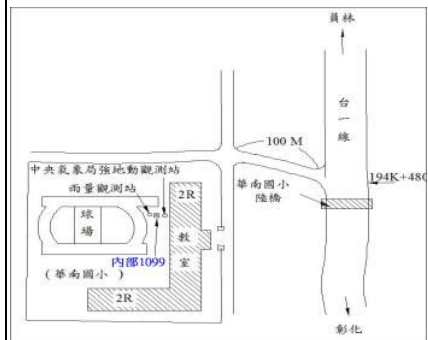 員林
台一線
100 M
194K+480
中央氣象局強地動觀測站
雨量觀測站
2R
華南國小
陸橋
球場
教室
內部1099
(華南國小)
2R
彰化